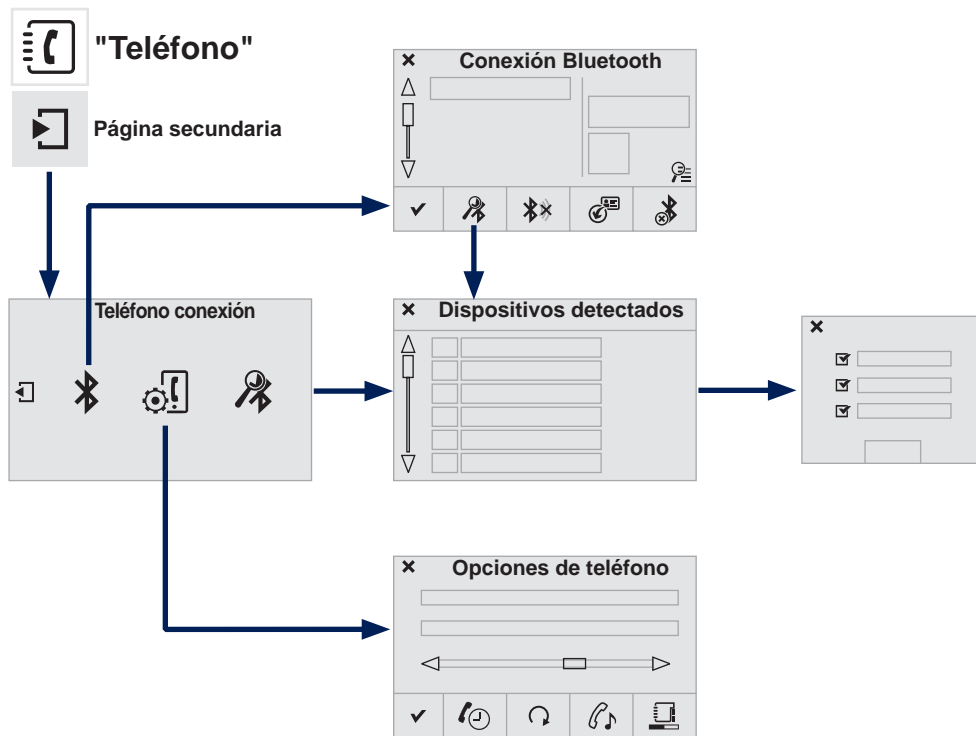 "Teléfono"
Página secundaria
Conexión Bluetooth
Teléfono conexión
Dispositivos detectados
Opciones de teléfono